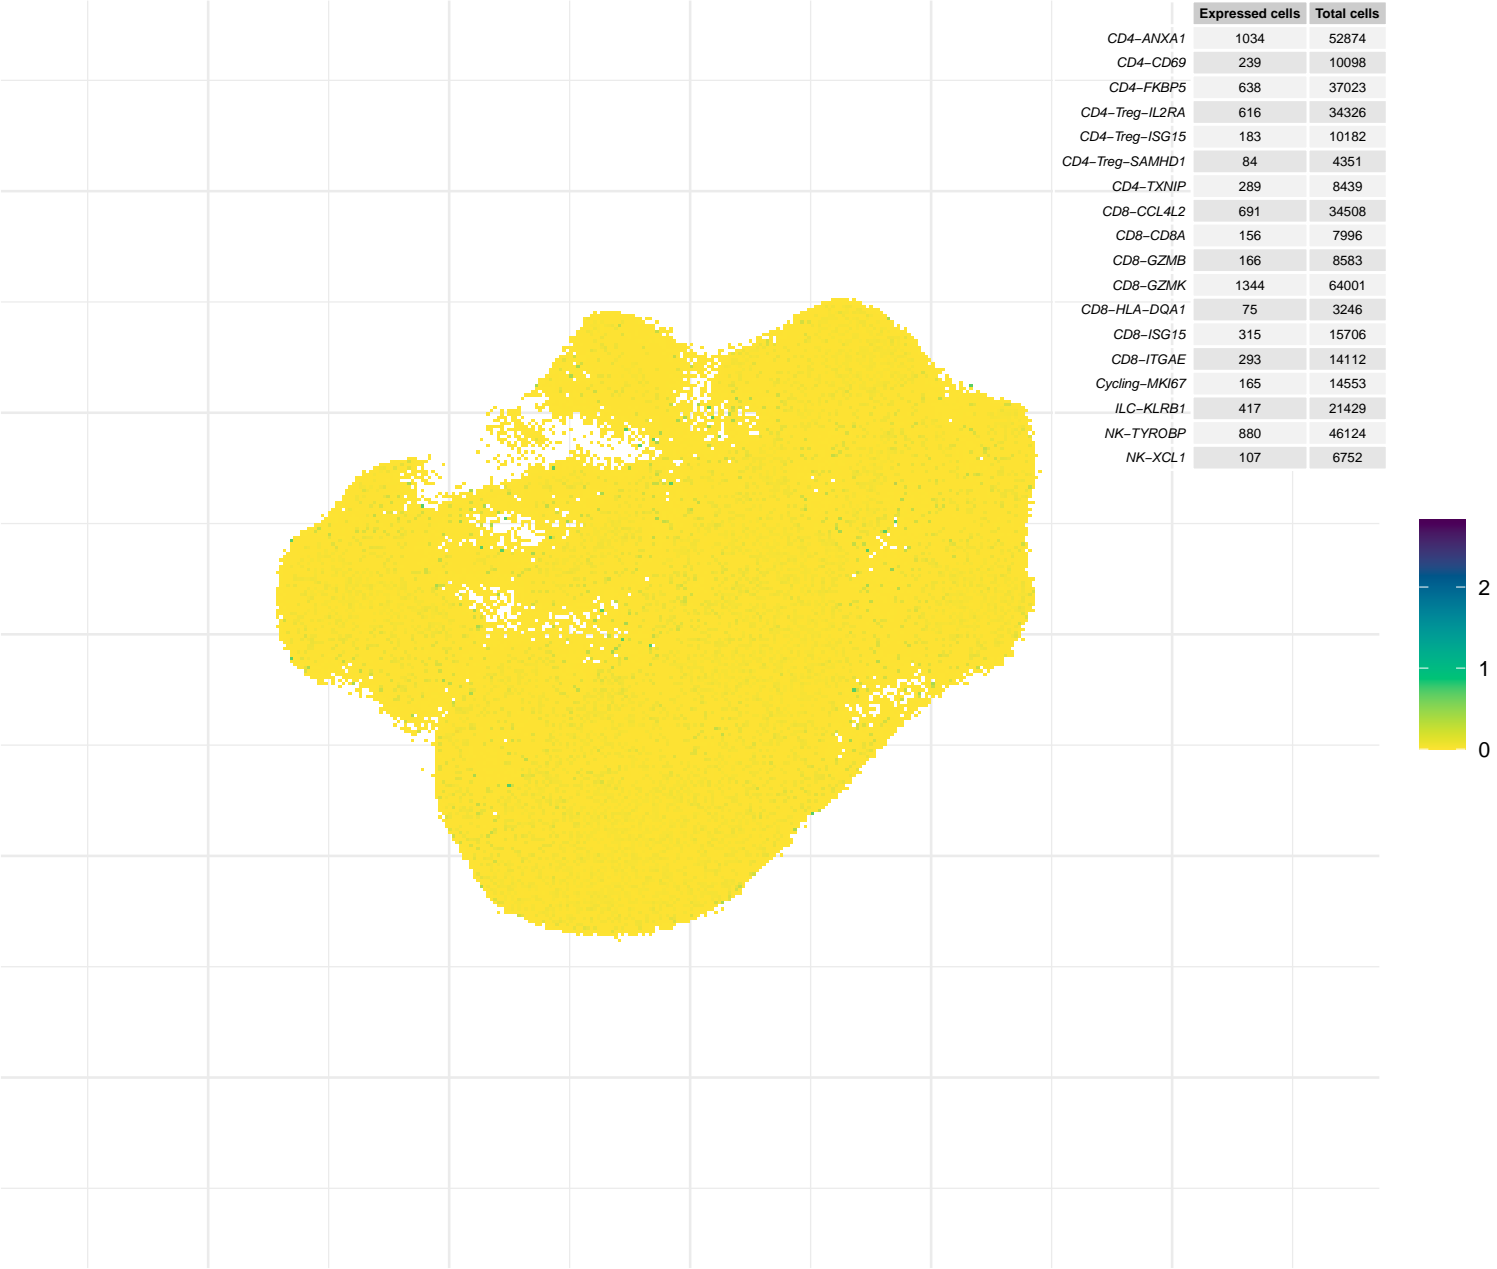 Expressed cells Total cells
CD4−ANXA1 1034 52874
CD4−CD69 239 10098
CD4−FKBP5 638 37023
CD4−Treg−IL2RA 616 34326
CD4−Treg−ISG15 183 10182
CD4−Treg−SAMHD1 84 4351
CD4−TXNIP 289 8439
CD8−CCL4L2 691 34508
CD8−CD8A 156 7996
CD8−GZMB 166 8583
CD8−GZMK 1344 64001
CD8−HLA−DQA1 75 3246
CD8−ISG15 315 15706
CD8−ITGAE 293 14112
Cycling−MKI67 165 14553
ILC−KLRB1 417 21429
NK−TYROBP 880 46124
NK−XCL1 107 6752
2
1
0